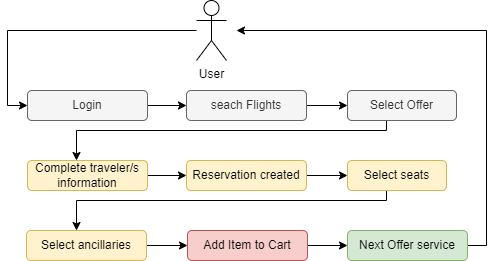 User
Login
seach Flights
Select Offer
Complete traveler/s
information
Reservation created
Select seats
Select ancillaries
Add Item to Cart
Next Offer service